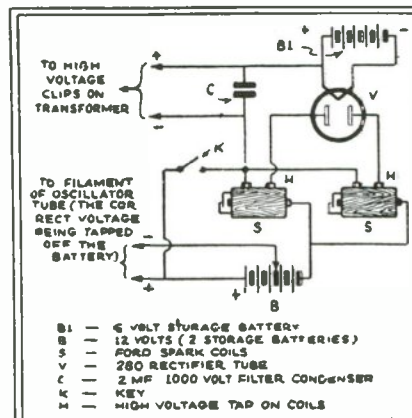 + -
B1
TO HIGH
VOLTAGE
CLIPS ON
TRANSFORMER
+
C
V
-
K
H
H
TO FILAMENT
OF OSCILLATOR
TUBE (THE COR
RECT VOLTAGE
BEING TAPPED
OFF THE
BATTERY)
S
S
-
+
+
B
B1 — 6 VOLT STORAGE BATTERY
B — 12 VOLTS (2 STORAGE BATTERIES)
S — FORD SPARK COILS
V — 280 RECTIFIER TUBE
C — 2 MF 1000 VOLT FILTER CONDENSER
K — KEY
H — HIGH VOLTAGE TAP ON COILS